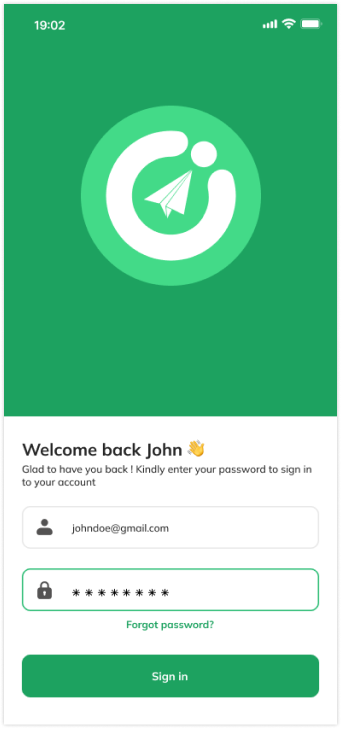 19:02
Welcome back John 👋
Glad to have you back ! Kindly enter your password to sign in
to your account
johndoe@gmail.com
✳ ✳ ✳ ✳ ✳ ✳ ✳ ✳
Forgot password?
Sign in